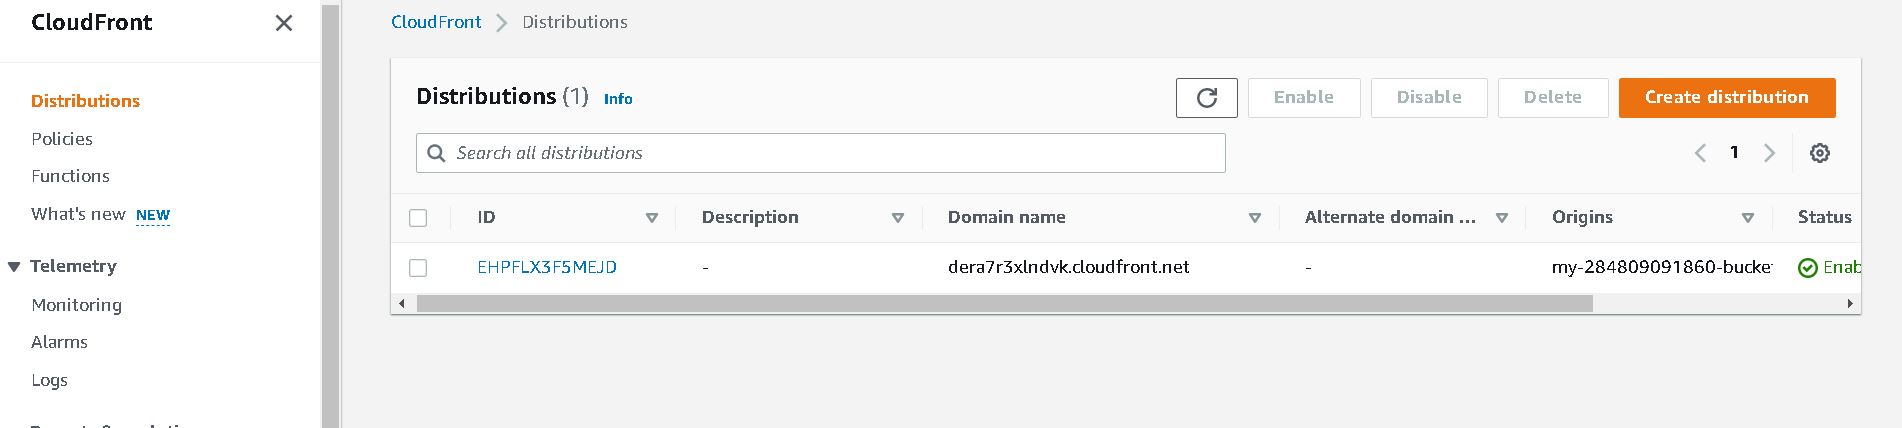 CloudFront
Distributions
Policies
Functions
What's new NEW
Telemetry
Monitoring
Alarms
Logs
CloudFront Distributions
Distributions (1) Info
Enable Disable Delete Create distribution
Search all distributions
1
ID Description Domain name Alternate domain ... Origins Status
EHPFLX3F5MEJD - dera7r3xlndvk.cloudfront.net - my-284809091860-bucke Enab